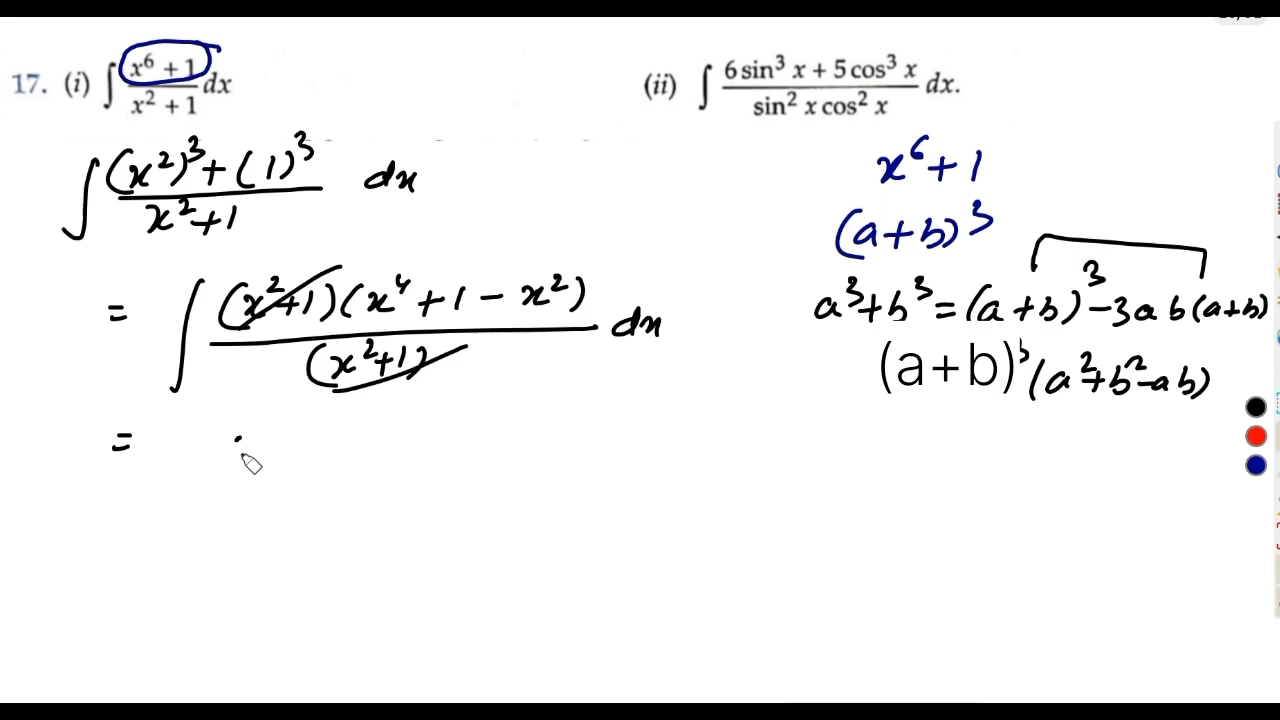 17. (i) ∫ (x⁶ + 1)/(x² + 1) dx
(ii) ∫ (6 sin³ x + 5 cos³ x)/(sin² x cos² x) dx.
∫ ((x²)³ + (1)³)/(x² + 1) dx
= ∫ ((x²+1)(x⁴ + 1 − x²))/((x²+1)) dx
=
x⁶ + 1
(a+b)³
a³+b³ = (a+b)³ − 3ab(a+b)
(a+b)³(a²+b²−ab)